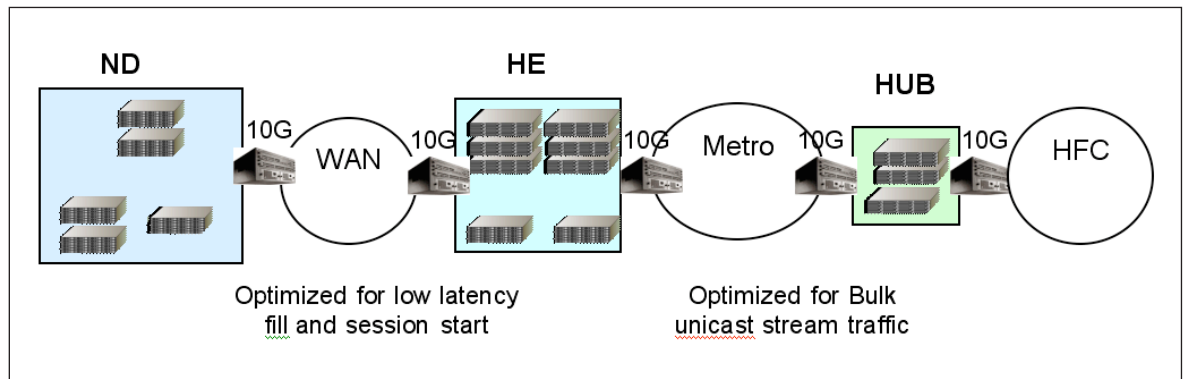 ND
HE
HUB
10G
WAN
10G
10G
Metro
10G
10G
HFC
Optimized for low latency
fill and session start
Optimized for Bulk
unicast stream traffic